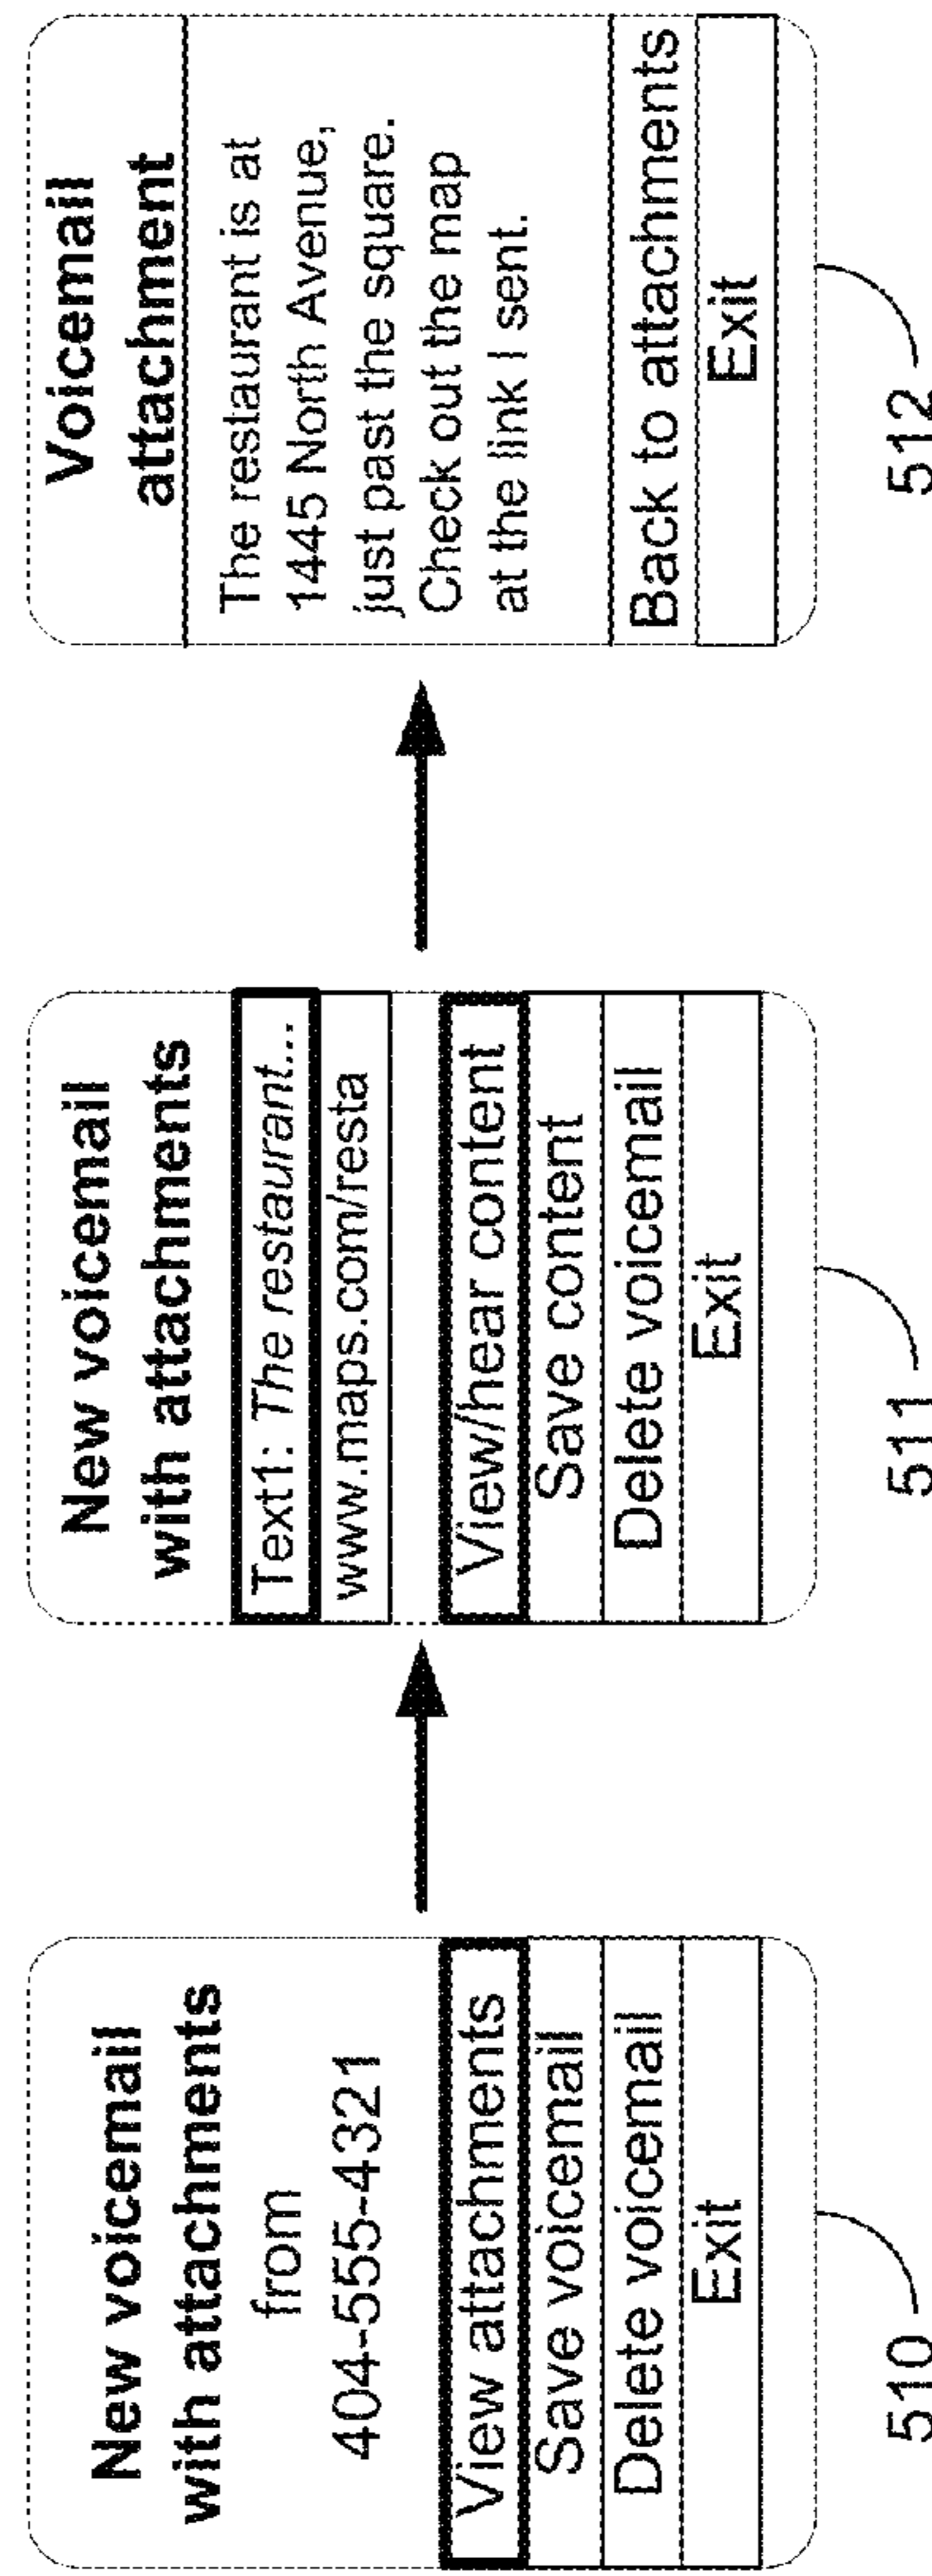 New voicemail
with attachments
from
404-555-4321
View attachments
Save voicemail
Delete voicemail
Exit
510
New voicemail
with attachments
Text1: The restaurant...
www.maps.com/resta
View/hear content
Save content
Delete voicemail
Exit
511
Voicemail
attachment
The restaurant is at
1445 North Avenue,
just past the square.
Check out the map
at the link I sent.
Back to attachments
Exit
512